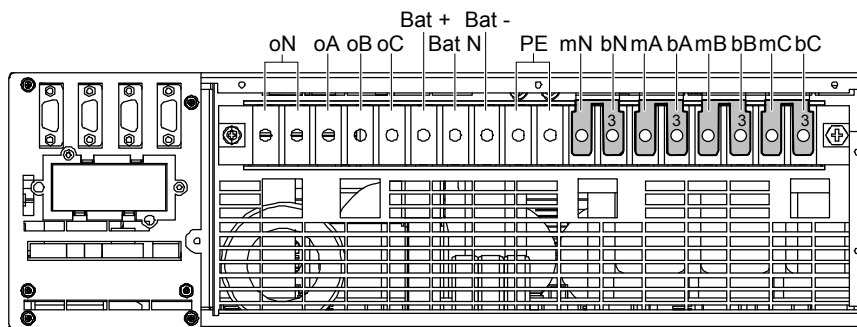 Bat + Bat -
oN oA oB oC Bat N PE mN bN mA bA mB bB mC bC
3 3 3 3